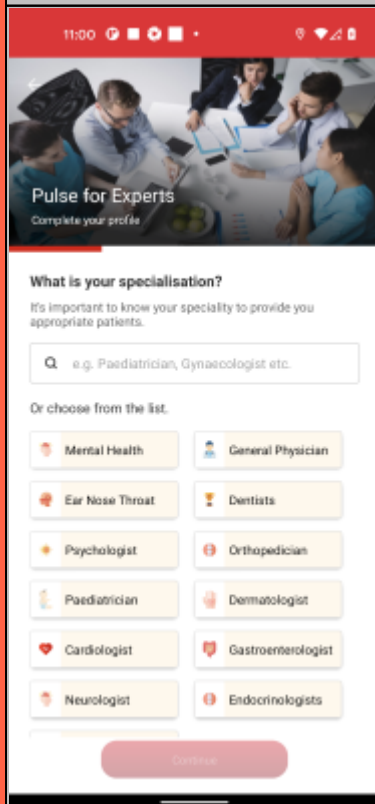 11:00
Pulse for Experts
Complete your profile
What is your specialisation?
It's important to know your speciality to provide you
appropriate patients.
e.g. Paediatrician, Gynaecologist etc.
Or choose from the list.
Mental Health
General Physician
Ear Nose Throat
Dentists
Psychologist
Orthopedician
Paediatrician
Dermatologist
Cardiologist
Gastroenterologist
Neurologist
Endocrinologists
Continue